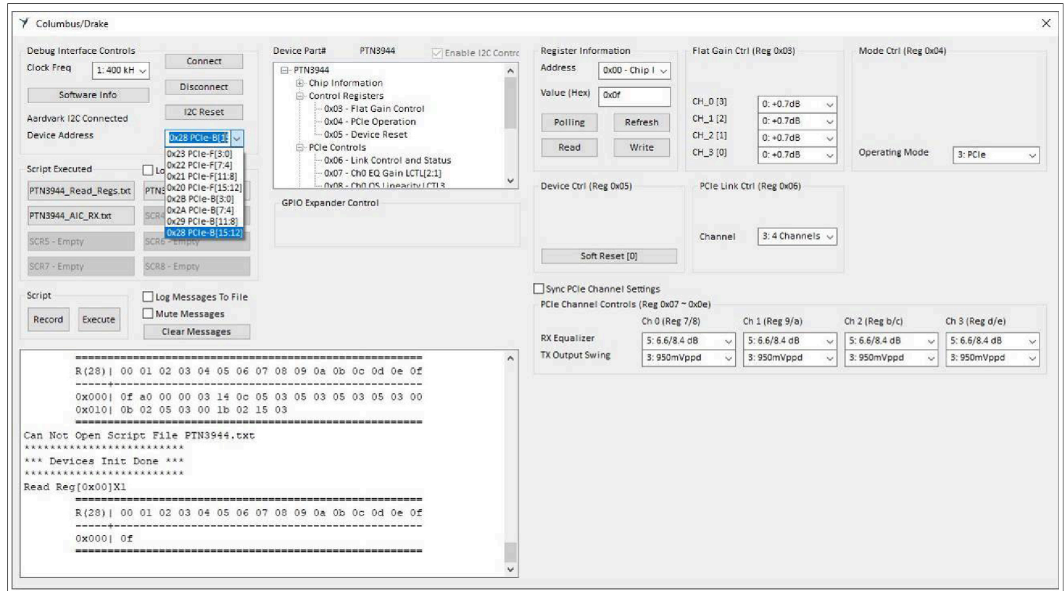 Columbus/Drake
Debug Interface Controls
Clock Freq
1: 400 kH
Connect
Software Info
Disconnect
Aardvark I2C Connected
I2C Reset
Device Address
0x28 PCIe-B[1
0x23 PCIe-F[3:0]
0x22 PCIe-F[7:4]
0x21 PCIe-F[11:8]
0x20 PCIe-F[15:12]
0x2B PCIe-B[3:0]
0x2A PCIe-B[7:4]
0x29 PCIe-B[11:8]
0x28 PCIe-B[15:12]
Script Executed
Lo
PTN3944_Read_Regs.txt
PTN3
PTN3944_AIC_RX.txt
SCR4
SCR5 - Empty
SCR6 - Empty
SCR7 - Empty
SCR8 - Empty
Script
Record
Execute
Log Messages To File
Mute Messages
Clear Messages
Device Part#
PTN3944
Enable I2C Contrc
PTN3944
Chip Information
Control Registers
0x03 - Flat Gain Control
0x04 - PCIe Operation
0x05 - Device Reset
PCIe Controls
0x06 - Link Control and Status
0x07 - Ch0 EQ Gain LCTL[2:1]
0x08 - Ch0 OS Linearity LCTL3
GPIO Expander Control
Register Information
Address
0x00 - Chip I
Value (Hex)
0x0f
Polling
Refresh
Read
Write
Flat Gain Ctrl (Reg 0x03)
CH_0 [3]
0: +0.7dB
CH_1 [2]
0: +0.7dB
CH_2 [1]
0: +0.7dB
CH_3 [0]
0: +0.7dB
Mode Ctrl (Reg 0x04)
Operating Mode
3: PCIe
Device Ctrl (Reg 0x05)
Soft Reset [0]
PCIe Link Ctrl (Reg 0x06)
Channel
3: 4 Channels
Sync PCIe Channel Settings
PCIe Channel Controls (Reg 0x07 ~ 0x0e)
Ch 0 (Reg 7/8)
Ch 1 (Reg 9/a)
Ch 2 (Reg b/c)
Ch 3 (Reg d/e)
RX Equalizer
5: 6.6/8.4 dB
5: 6.6/8.4 dB
5: 6.6/8.4 dB
5: 6.6/8.4 dB
TX Output Swing
3: 950mVppd
3: 950mVppd
3: 950mVppd
3: 950mVppd
================================================
R(28)| 00 01 02 03 04 05 06 07 08 09 0a 0b 0c 0d 0e 0f
-----+------------------------------------------
0x000| 0f a0 00 00 03 14 0c 05 03 05 03 05 03 05 03 00
0x010| 0b 02 05 03 00 1b 02 15 03
================================================
Can Not Open Script File PTN3944.txt
*************************
*** Devices Init Done ***
*************************
Read Reg[0x00]X1
================================================
R(28)| 00 01 02 03 04 05 06 07 08 09 0a 0b 0c 0d 0e 0f
-----+------------------------------------------
0x000| 0f
================================================